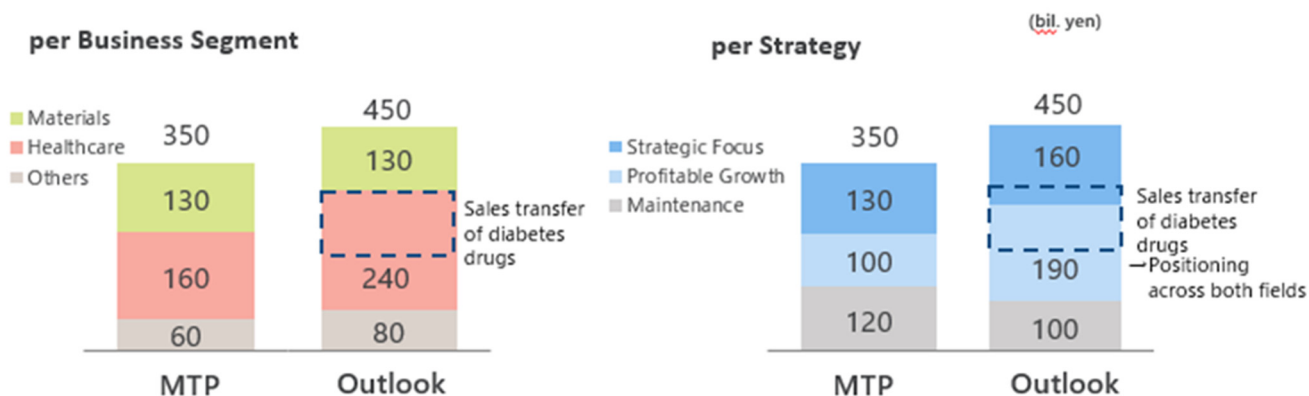 per Business Segment
Materials
Healthcare
Others
350
130
160
60
MTP
450
130
240
80
Outlook
Sales transfer
of diabetes
drugs
(bil. yen)
per Strategy
Strategic Focus
Profitable Growth
Maintenance
350
130
100
120
MTP
450
160
190
100
Outlook
Sales transfer
of diabetes
drugs
Positioning
across both fields